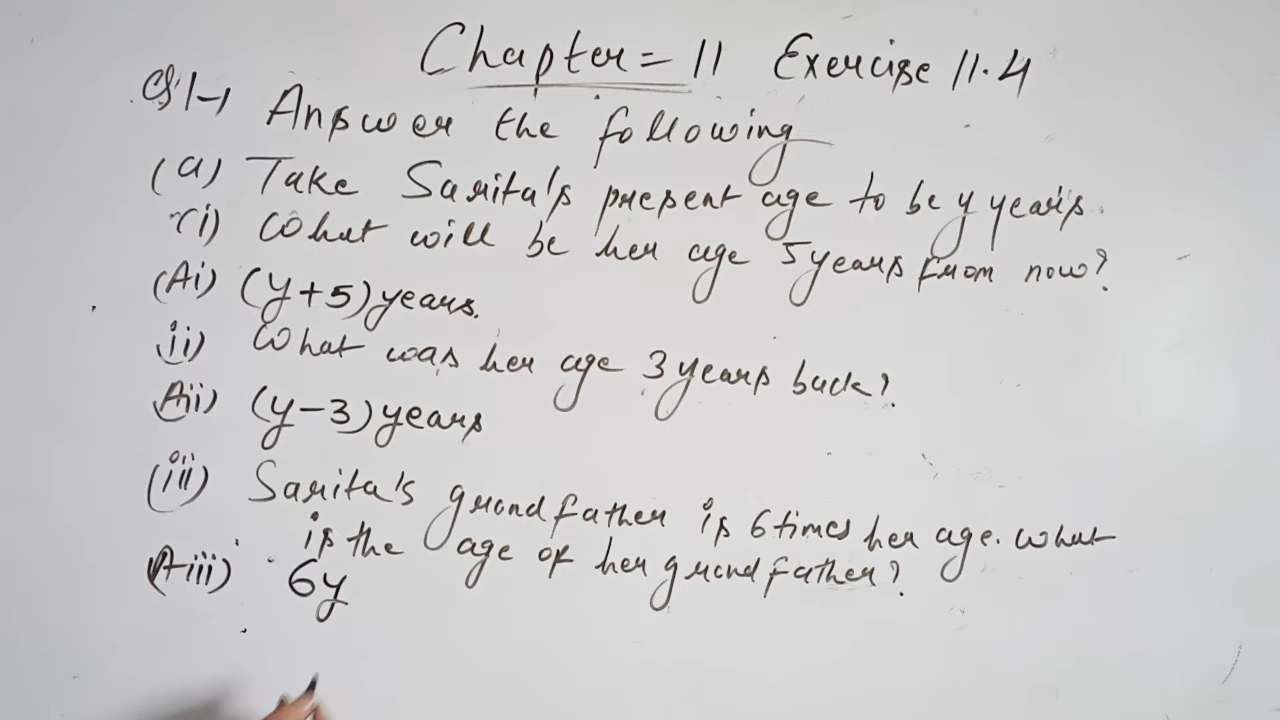 Chapter = 11 Exercise 11.4
Q1→ Answer the following
(a) Take Sarita's present age to be y years.
(i) What will be her age 5 years from now?
(Ai) (y+5) years.
ii) What was her age 3 years back?
(Aii) (y-3) years
(iii) Sarita's grandfather is 6 times her age. What
is the age of her grandfather?
(Aiii) 6y